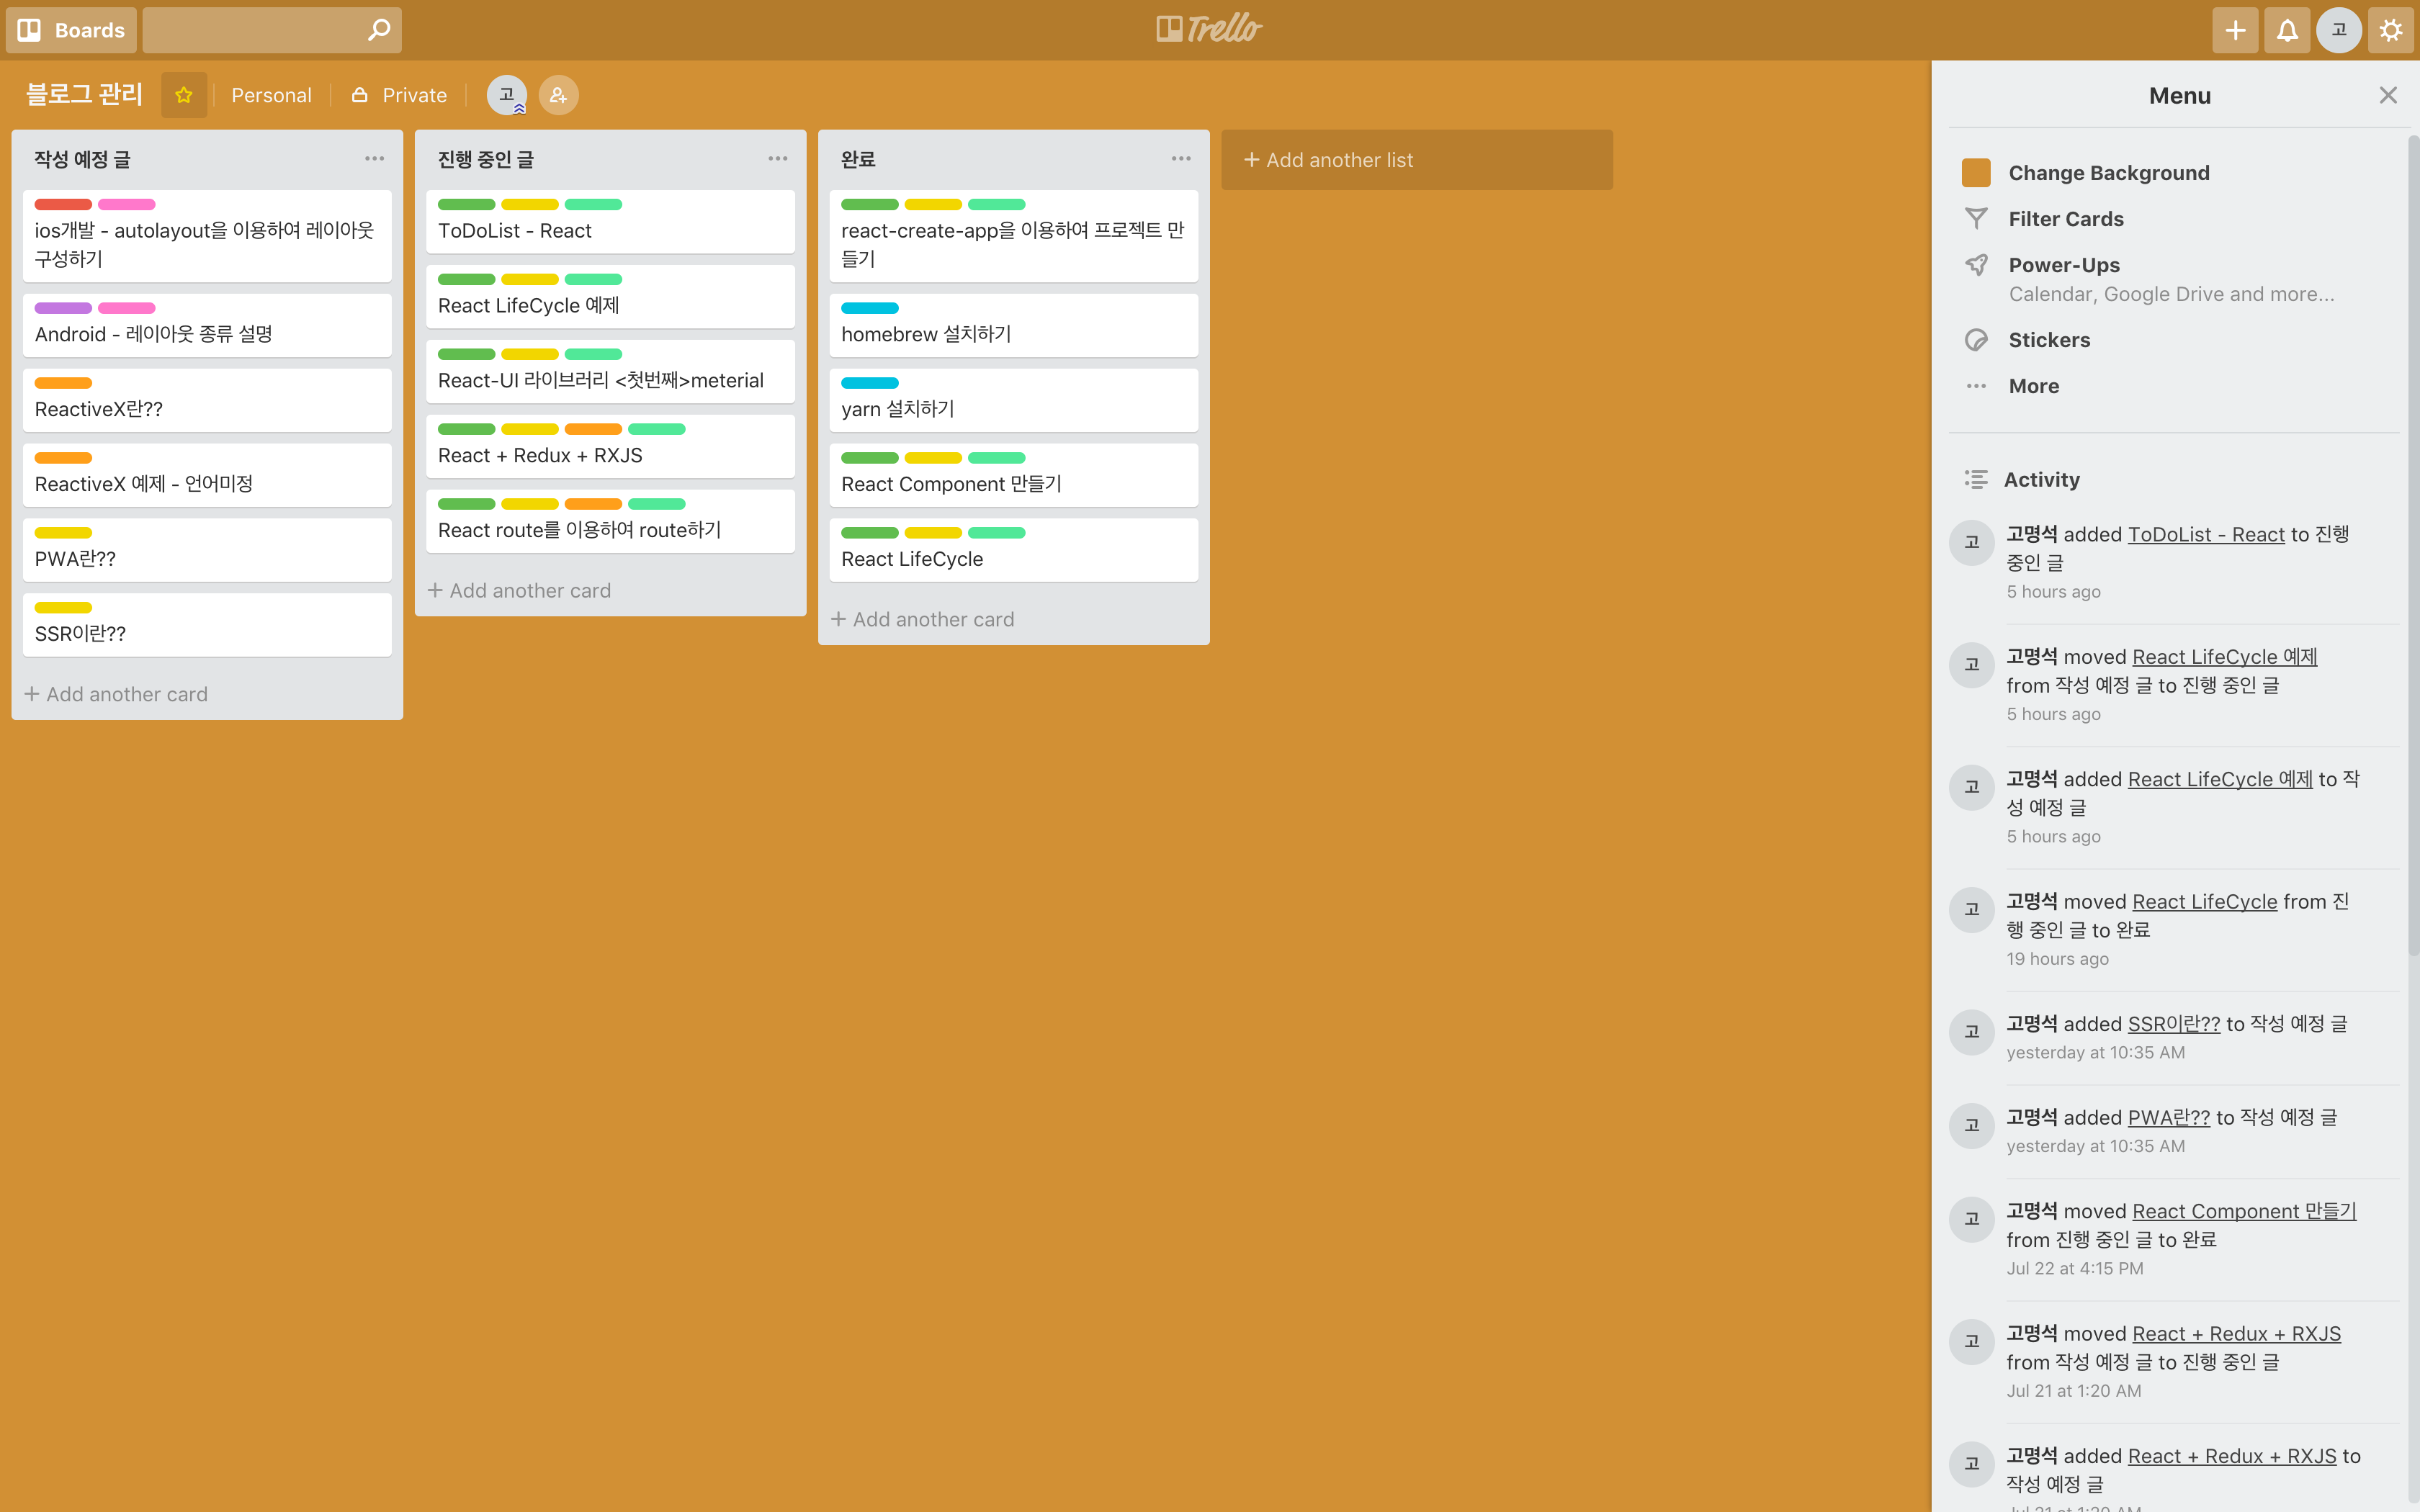 Boards
Trello
고
블로그 관리
Personal
Private
고
작성 예정 글
ios개발 - autolayout을 이용하여 레이아웃
구성하기
Android - 레이아웃 종류 설명
ReactiveX란??
ReactiveX 예제 - 언어미정
PWA란??
SSR이란??
+ Add another card
진행 중인 글
ToDoList - React
React LifeCycle 예제
React-UI 라이브러리 <첫번째>meterial
React + Redux + RXJS
React route를 이용하여 route하기
+ Add another card
완료
react-create-app을 이용하여 프로젝트 만
들기
homebrew 설치하기
yarn 설치하기
React Component 만들기
React LifeCycle
+ Add another card
+ Add another list
Menu
Change Background
Filter Cards
Power-Ups
Calendar, Google Drive and more...
Stickers
More
Activity
고
고명석 added ToDoList - React to 진행
중인 글
5 hours ago
고
고명석 moved React LifeCycle 예제
from 작성 예정 글 to 진행 중인 글
5 hours ago
고
고명석 added React LifeCycle 예제 to 작
성 예정 글
5 hours ago
고
고명석 moved React LifeCycle from 진
행 중인 글 to 완료
19 hours ago
고
고명석 added SSR이란?? to 작성 예정 글
yesterday at 10:35 AM
고
고명석 added PWA란?? to 작성 예정 글
yesterday at 10:35 AM
고
고명석 moved React Component 만들기
from 진행 중인 글 to 완료
Jul 22 at 4:15 PM
고
고명석 moved React + Redux + RXJS
from 작성 예정 글 to 진행 중인 글
Jul 21 at 1:20 AM
고
고명석 added React + Redux + RXJS to
작성 예정 글